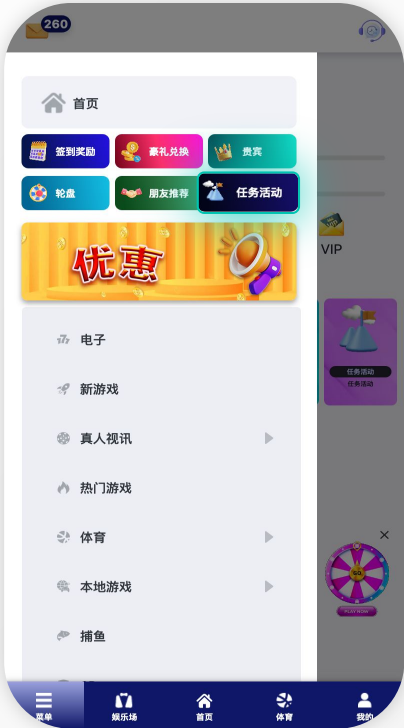 260
首页
签到奖励
豪礼兑换
贵宾
轮盘
朋友推荐
任务活动
VIP
优惠
任务活动
任务活动
电子
新游戏
真人视讯
热门游戏
体育
本地游戏
捕鱼
PLAY NOW
菜单
娱乐场
首页
体育
我的